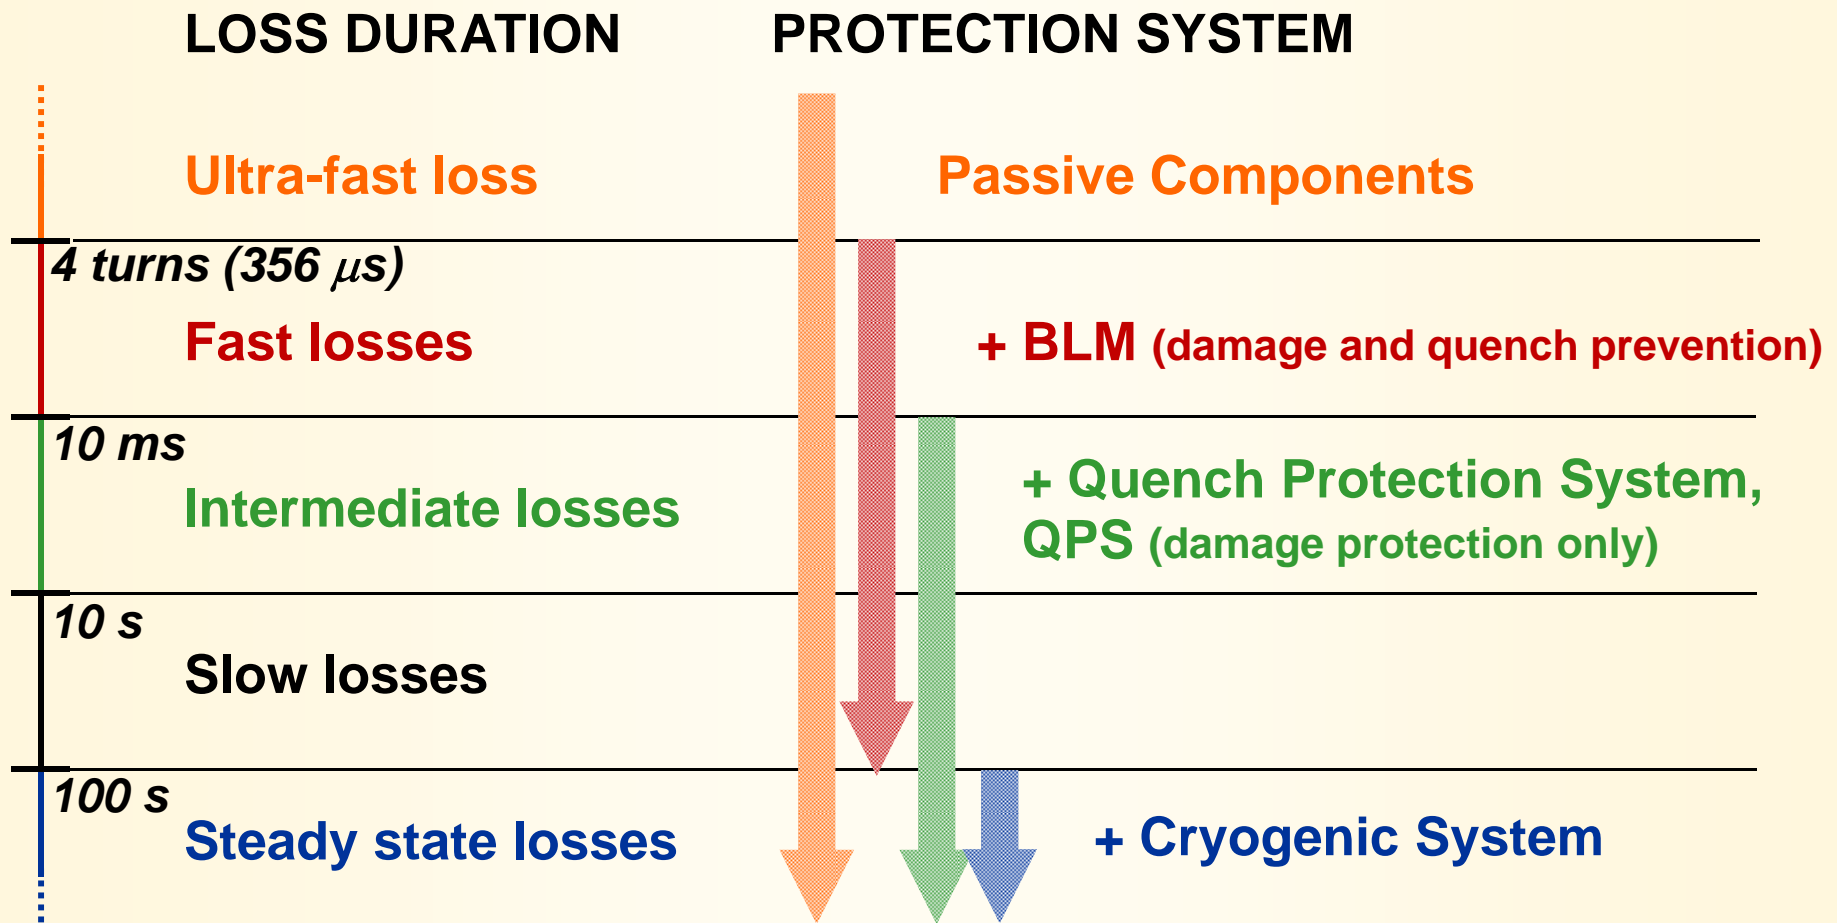 LOSS DURATION PROTECTION SYSTEM
Ultra-fast loss Passive Components
4 turns (356 μs)
Fast losses + BLM (damage and quench prevention)
10 ms
Intermediate losses + Quench Protection System,
QPS (damage protection only)
10 s
Slow losses
100 s
Steady state losses + Cryogenic System